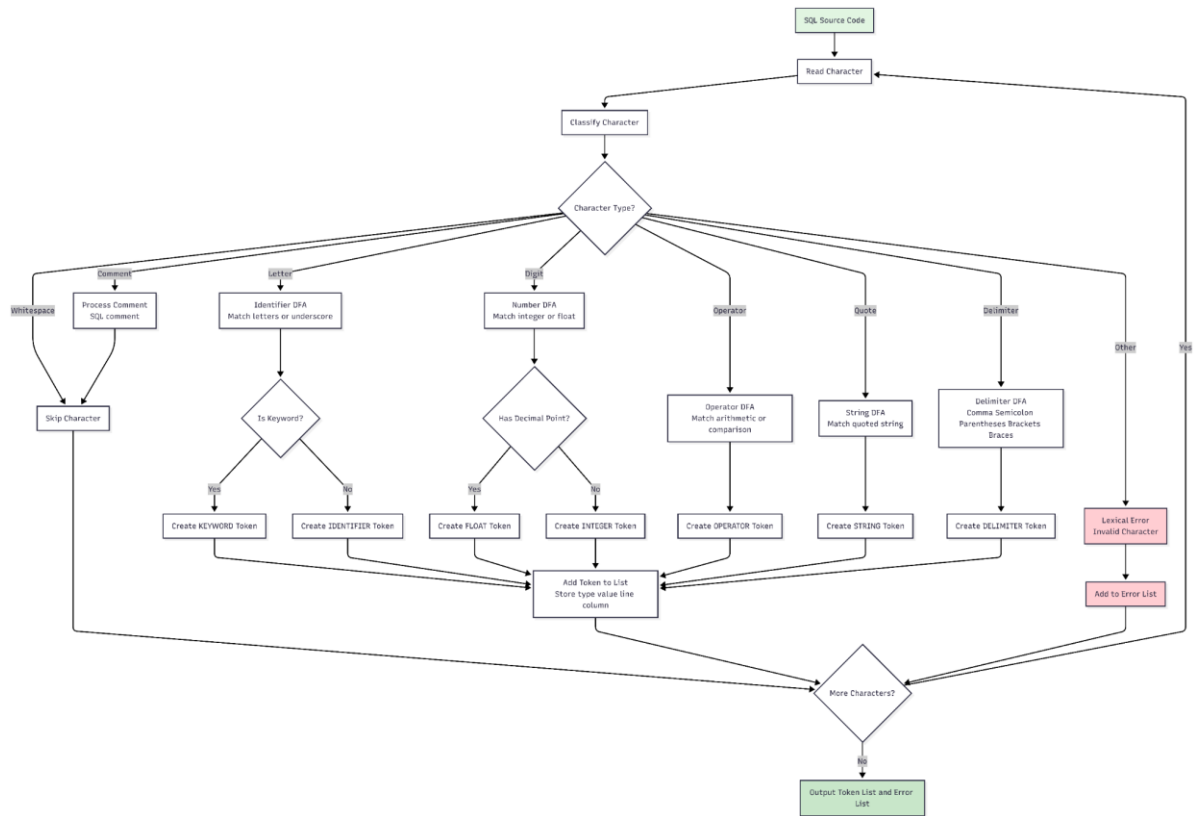 SQL Source Code
Read Character
Classify Character
Character Type?
Whitespace
Comment
Letter
Digit
Operator
Quote
Delimiter
Other
Yes
Process Comment
SQL comment
Identifier DFA
Match letters or underscore
Number DFA
Match integer or float
Skip Character
Is Keyword?
Has Decimal Point?
Operator DFA
Match arithmetic or
comparison
String DFA
Match quoted string
Delimiter DFA
Comma Semicolon
Parentheses Brackets
Braces
Yes
No
Yes
No
Create KEYWORD Token
Create IDENTIFIER Token
Create FLOAT Token
Create INTEGER Token
Create OPERATOR Token
Create STRING Token
Create DELIMITER Token
Lexical Error
Invalid Character
Add Token to List
Store type value line
column
Add to Error List
More Characters?
No
Output Token List and Error
List